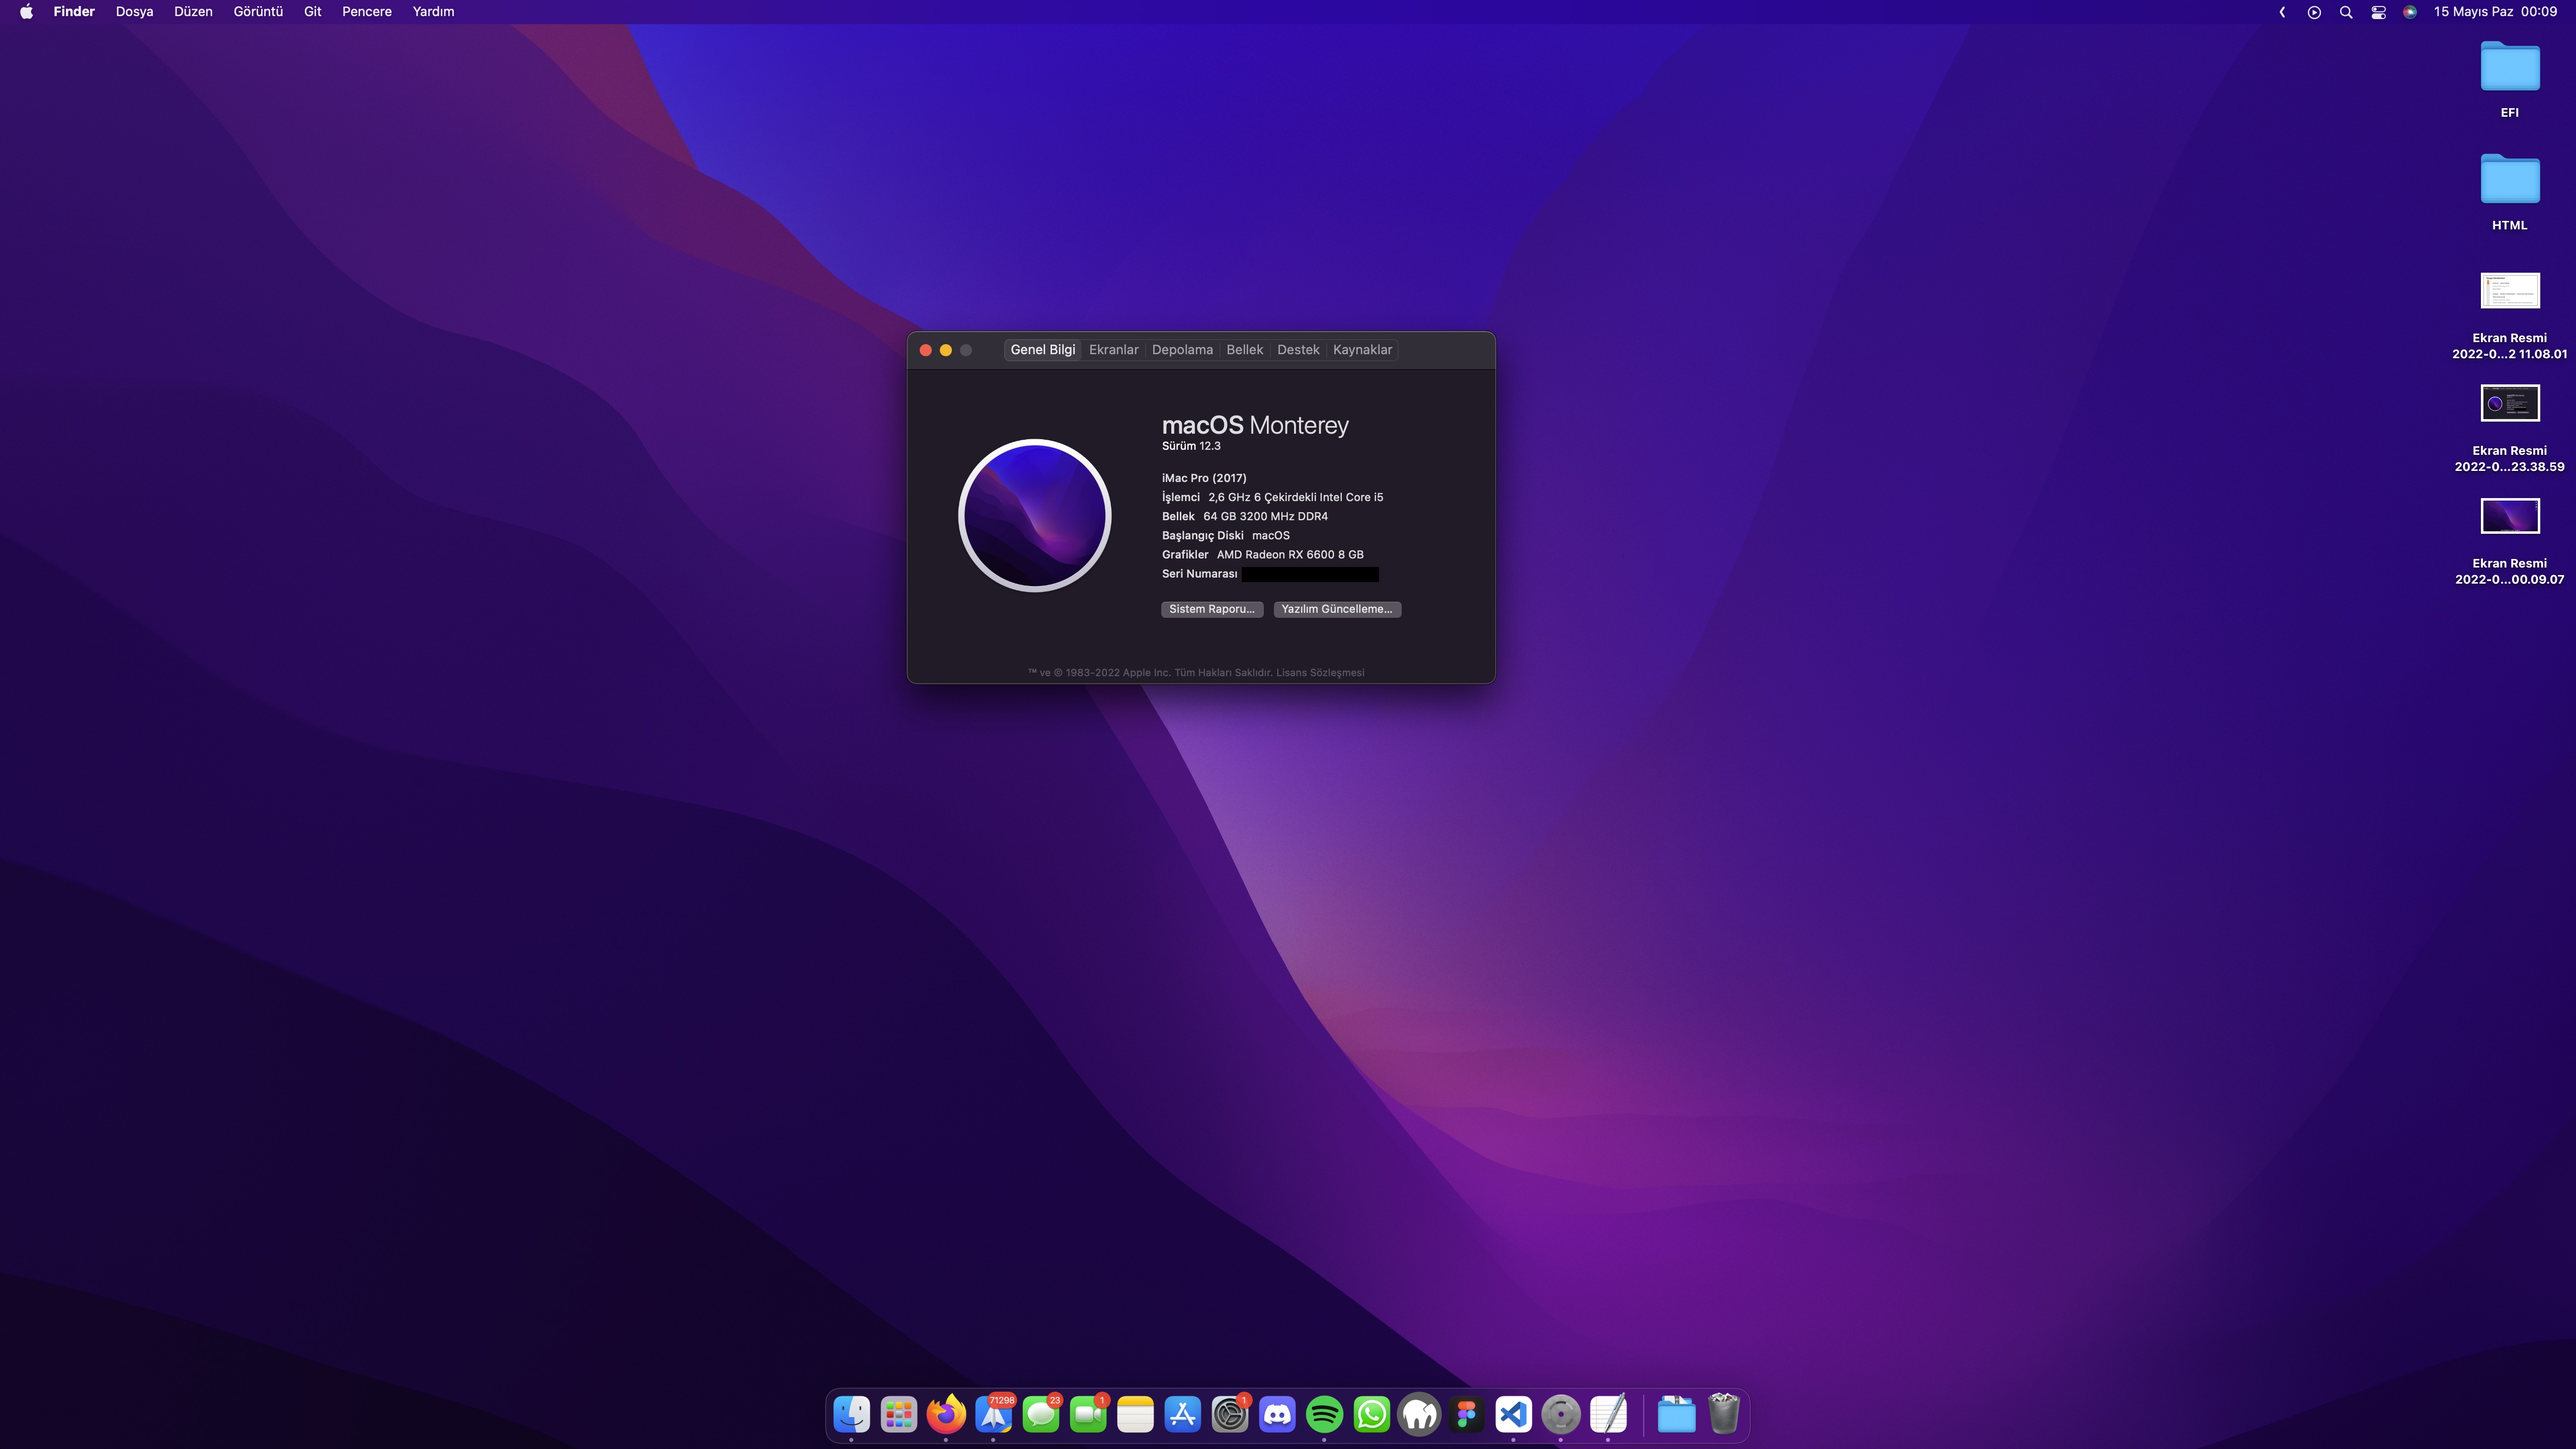 Finder Dosya Düzen Görüntü Git Pencere Yardım
15 Mayıs Paz 00:09
EFI
HTML
Ekran Resmi
2022-0...2 11.08.01
Ekran Resmi
2022-0...23.38.59
Ekran Resmi
2022-0...00.09.07
Genel Bilgi Ekranlar Depolama Bellek Destek Kaynaklar
macOS Monterey
Sürüm 12.3
iMac Pro (2017)
İşlemci 2,6 GHz 6 Çekirdekli Intel Core i5
Bellek 64 GB 3200 MHz DDR4
Başlangıç Diski macOS
Grafikler AMD Radeon RX 6600 8 GB
Seri Numarası
Sistem Raporu... Yazılım Güncelleme...
™ ve © 1983-2022 Apple Inc. Tüm Hakları Saklıdır. Lisans Sözleşmesi
71298 23 1 1